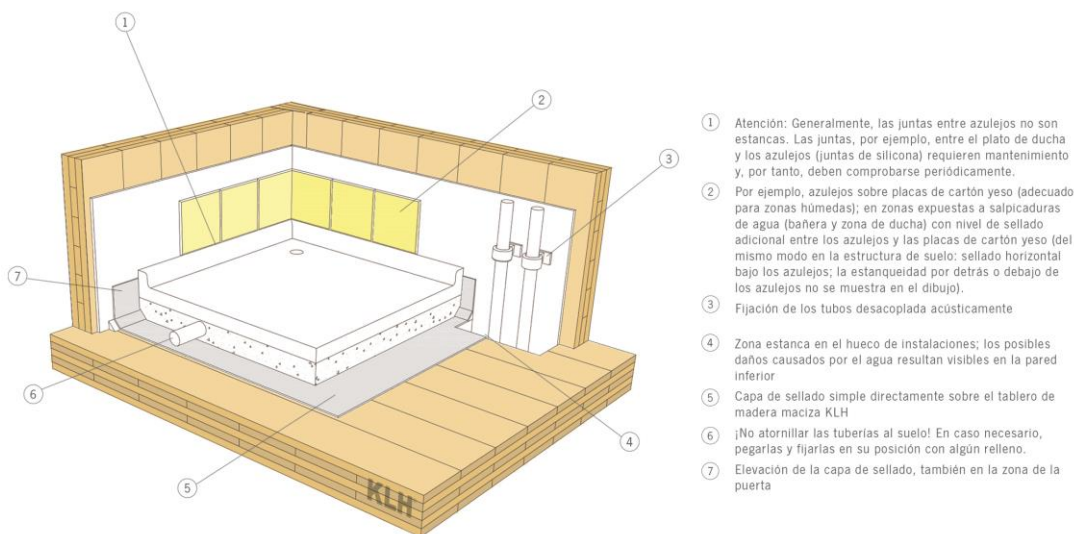 1
2
3
7
6
5
4
KLH
1 Atención: Generalmente, las juntas entre azulejos no son
estancas. Las juntas, por ejemplo, entre el plato de ducha
y los azulejos (juntas de silicona) requieren mantenimiento
y, por tanto, deben comprobarse periódicamente.
2 Por ejemplo, azulejos sobre placas de cartón yeso (adecuado
para zonas húmedas); en zonas expuestas a salpicaduras
de agua (bañera y zona de ducha) con nivel de sellado
adicional entre los azulejos y las placas de cartón yeso (del
mismo modo en la estructura de suelo: sellado horizontal
bajo los azulejos; la estanqueidad por detrás o debajo de
los azulejos no se muestra en el dibujo).
3 Fijación de los tubos desacoplada acústicamente
4 Zona estanca en el hueco de instalaciones; los posibles
daños causados por el agua resultan visibles en la pared
inferior
5 Capa de sellado simple directamente sobre el tablero de
madera maciza KLH
6 ¡No atornillar las tuberías al suelo! En caso necesario,
pegarlas y fijarlas en su posición con algún relleno.
7 Elevación de la capa de sellado, también en la zona de la
puerta